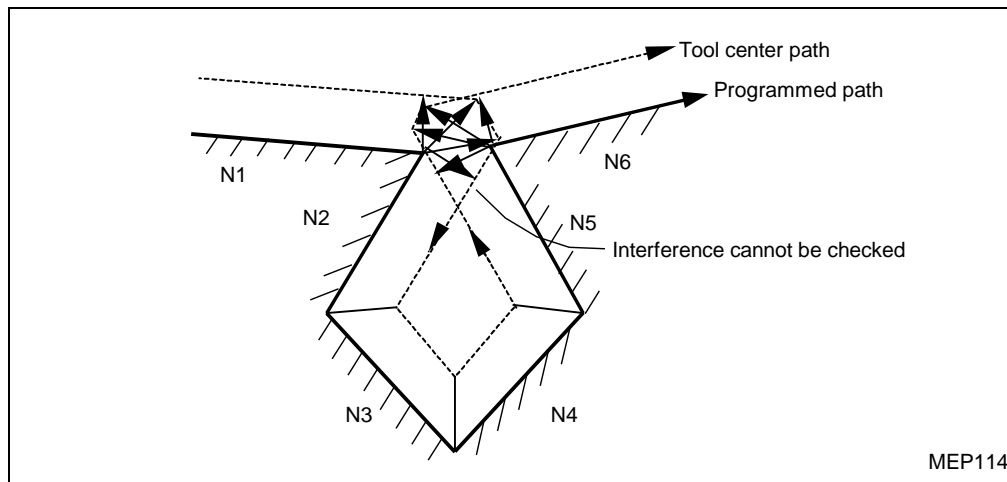 Tool center path
Programmed path
N1
N6
N2
N5
Interference cannot be checked
N3
N4
MEP114